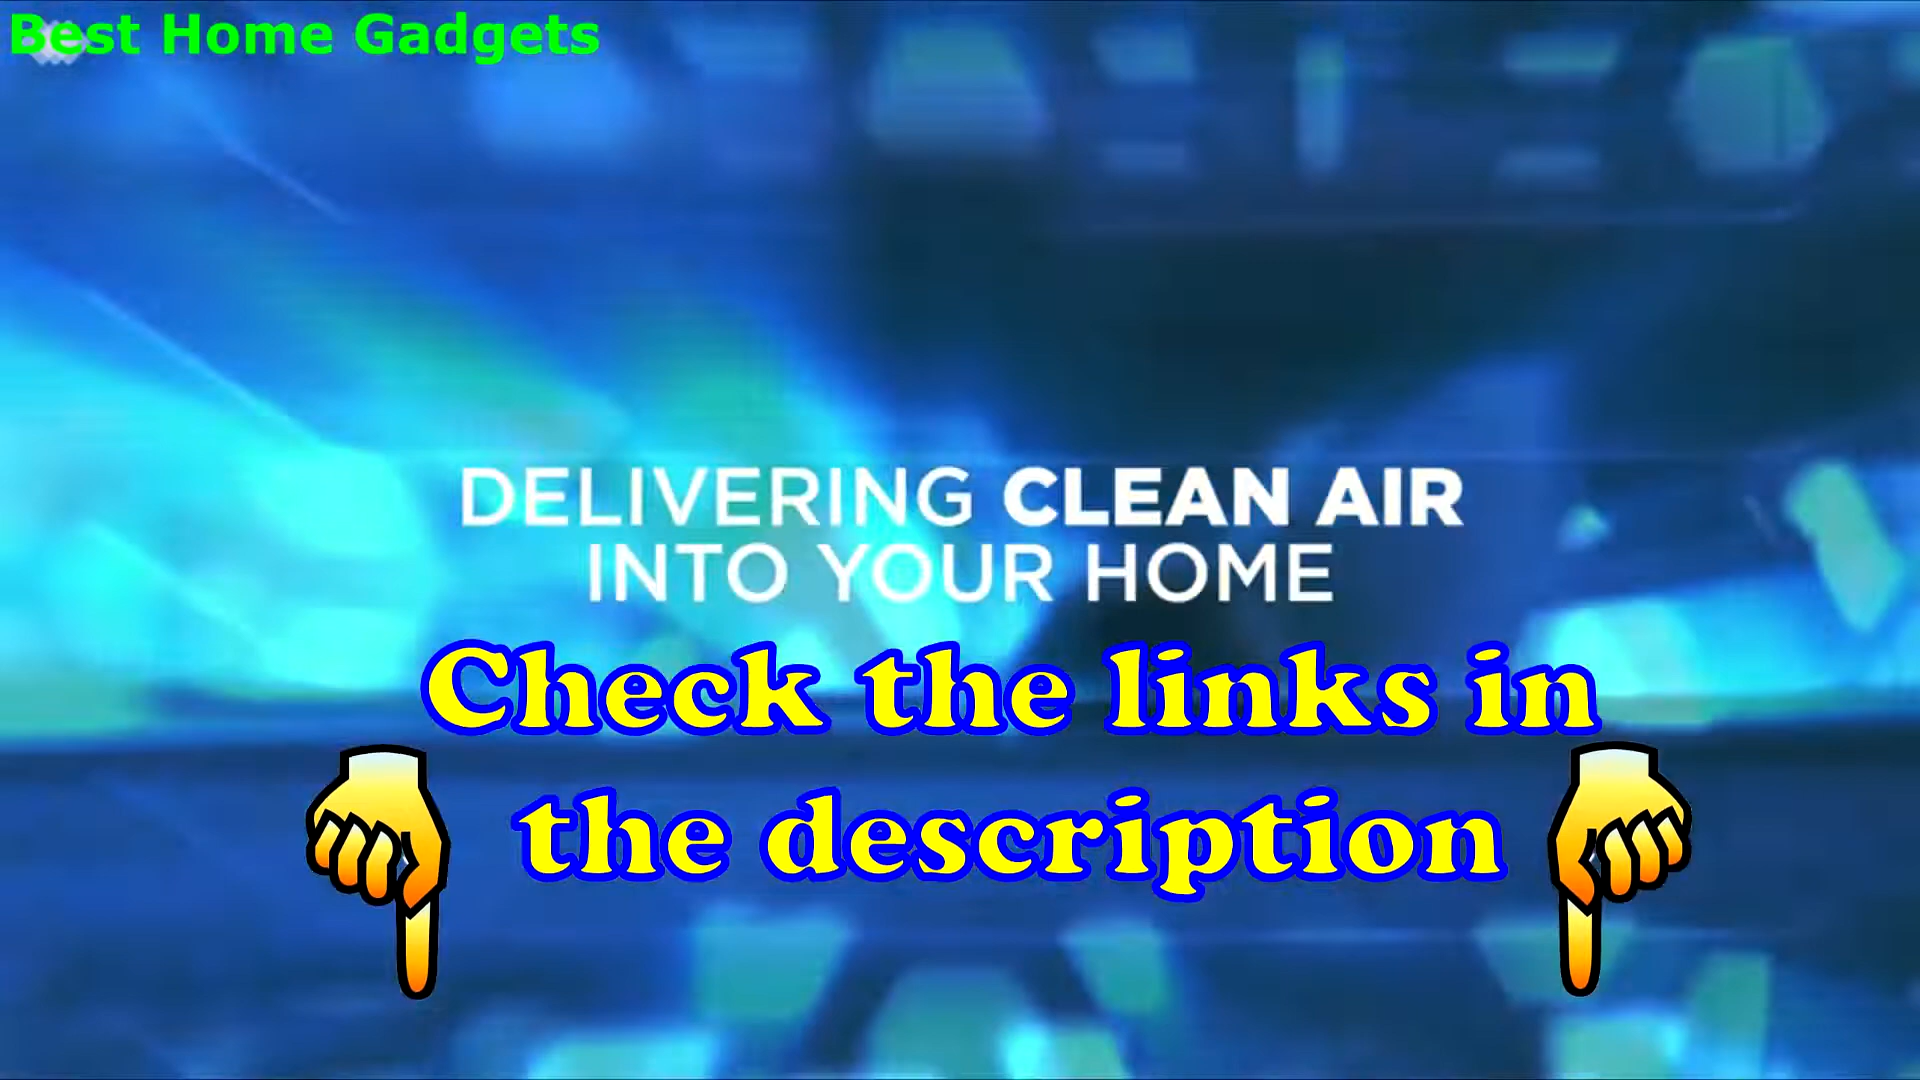 Best Home Gadgets
DELIVERING CLEAN AIR
INTO YOUR HOME
Check the links in
the description